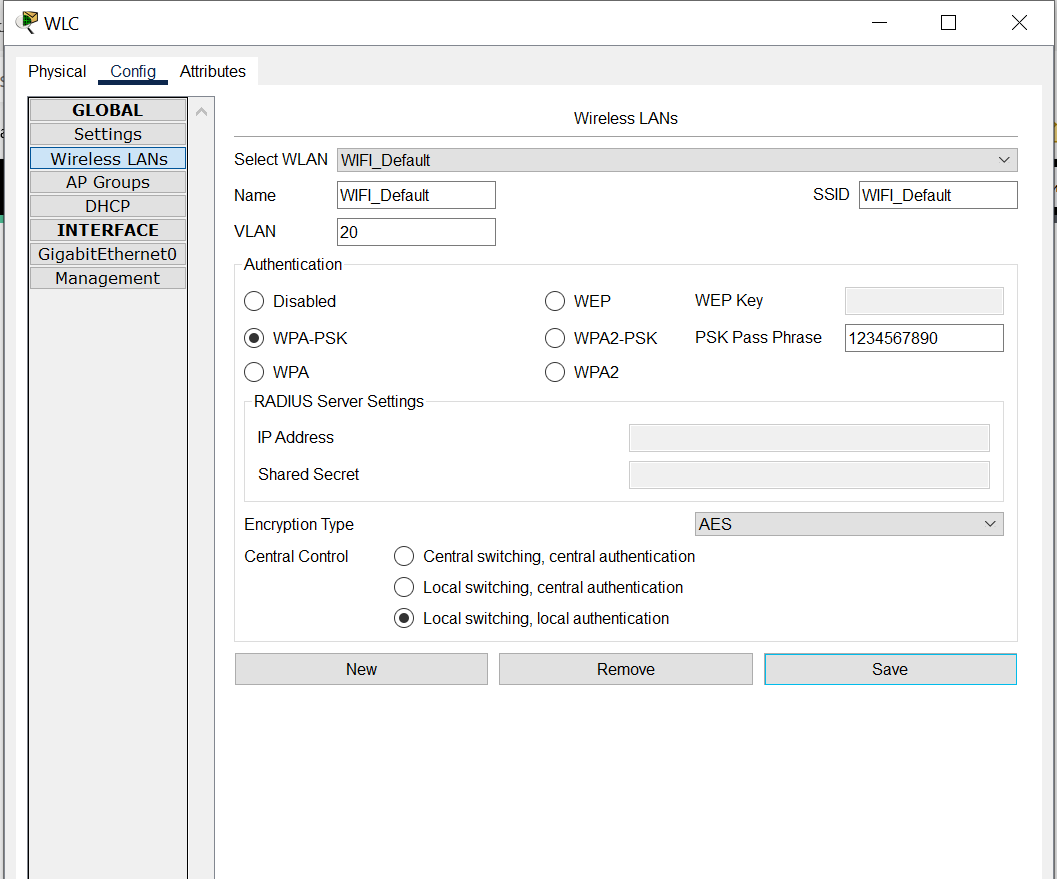 WLC
Physical Config Attributes
GLOBAL
Settings
Wireless LANs
AP Groups
DHCP
INTERFACE
GigabitEthernet0
Management
Wireless LANs
Select WLAN WIFI_Default
Name WIFI_Default SSID WIFI_Default
VLAN 20
Authentication
Disabled WEP WEP Key
WPA-PSK WPA2-PSK PSK Pass Phrase 1234567890
WPA WPA2
RADIUS Server Settings
IP Address
Shared Secret
Encryption Type AES
Central Control Central switching, central authentication
Local switching, central authentication
Local switching, local authentication
New Remove Save